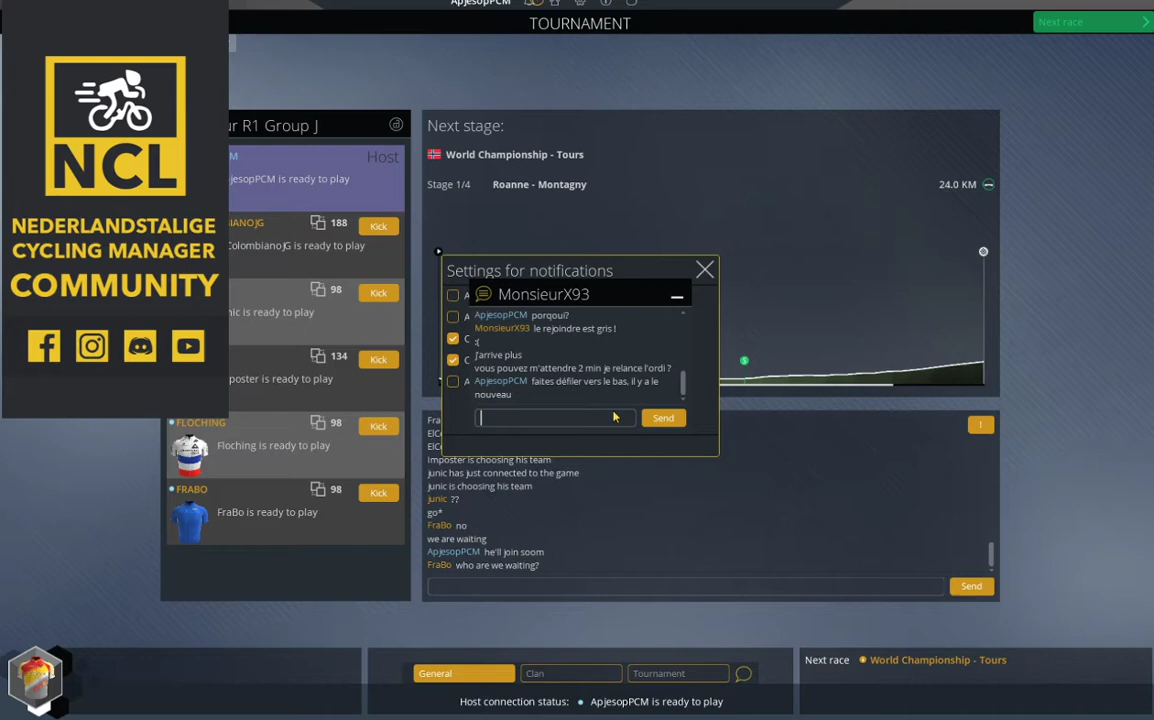 ApjesopPCM
TOURNAMENT
Next race
NCL
NEDERLANDSTALIGE
CYCLING MANAGER
COMMUNITY
ur R1 Group J
Host
M
jesopPCM is ready to play
BIANOJG
188
Kick
ColombianoJG is ready to play
98
Kick
nic is ready to play
134
Kick
poster is ready to play
FLOCHING
98
Kick
Floching is ready to play
FRABO
98
Kick
FraBo is ready to play
Next stage:
World Championship - Tours
Stage 1/4
Roanne - Montagny
24.0 KM
Settings for notifications
MonsieurX93
ApjesopPCM porqoui?
MonsieurX93 le rejoindre est gris !
:(
J'arrive plus
vous pouvez m'attendre 2 min je relance l'ordi ?
ApjesopPCM faites défiler vers le bas, il y a le
nouveau
Send
Imposter is choosing his team
junic has just connected to the game
junic is choosing his team
junic ??
go*
FraBo no
we are waiting
ApjesopPCM he'll join soom
FraBo who are we waiting?
!
Send
General
Clan
Tournament
Host connection status:
ApjesopPCM is ready to play
Next race
World Championship - Tours